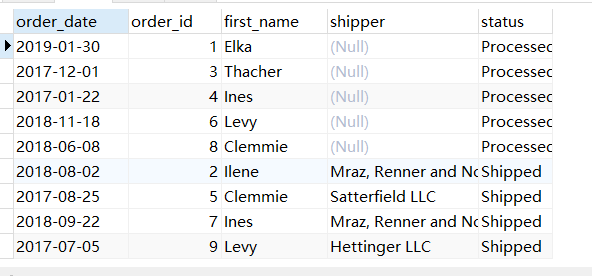 order_date order_id first_name shipper status
2019-01-30 1 Elka (Null) Processed
2017-12-01 3 Thacher (Null) Processed
2017-01-22 4 Ines (Null) Processed
2018-11-18 6 Levy (Null) Processed
2018-06-08 8 Clemmie (Null) Processed
2018-08-02 2 Ilene Mraz, Renner and No Shipped
2017-08-25 5 Clemmie Satterfield LLC Shipped
2018-09-22 7 Ines Mraz, Renner and No Shipped
2017-07-05 9 Levy Hettinger LLC Shipped